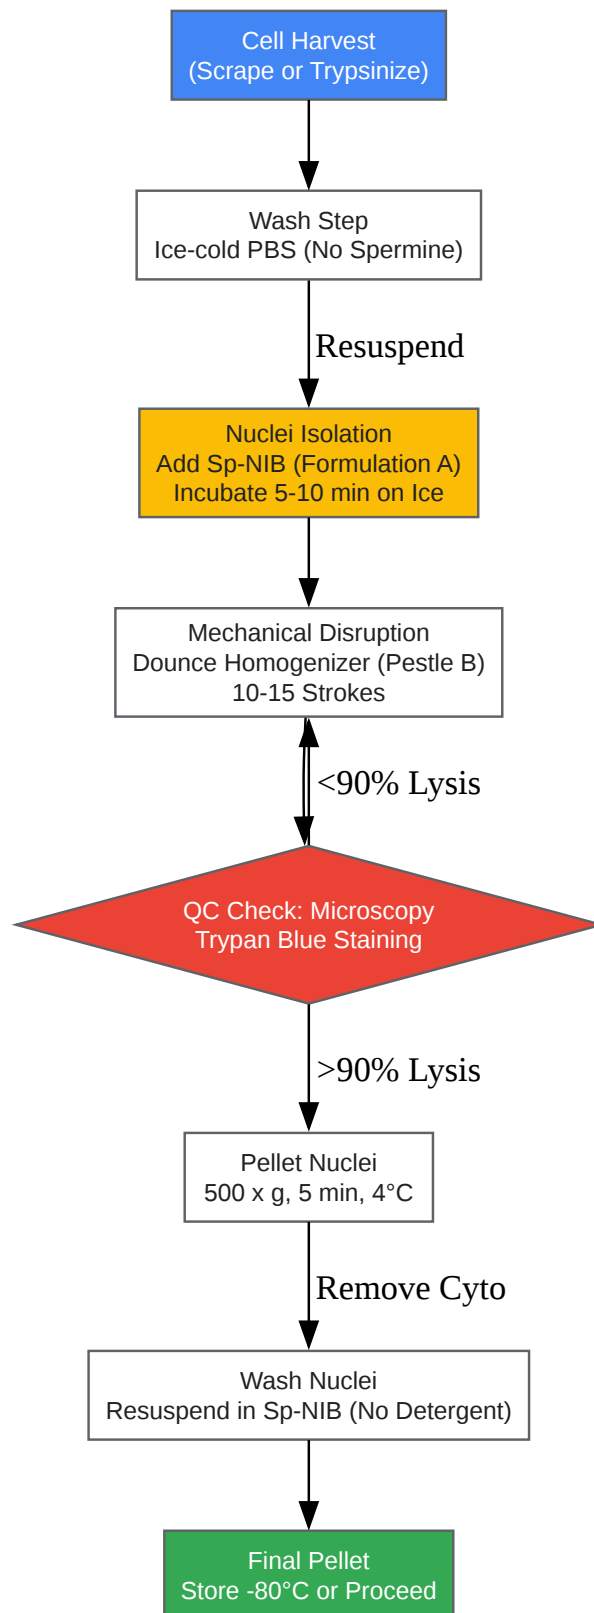 Cell Harvest
(Scrape or Trypsinize)
Wash Step
Ice-cold PBS (No Spermine)
Resuspend
Nuclei Isolation
Add Sp-NIB (Formulation A)
Incubate 5-10 min on Ice
Mechanical Disruption
Dounce Homogenizer (Pestle B)
10-15 Strokes
<90% Lysis
QC Check: Microscopy
Trypan Blue Staining
>90% Lysis
Pellet Nuclei
500 x g, 5 min, 4°C
Remove Cyto
Wash Nuclei
Resuspend in Sp-NIB (No Detergent)
Final Pellet
Store -80°C or Proceed